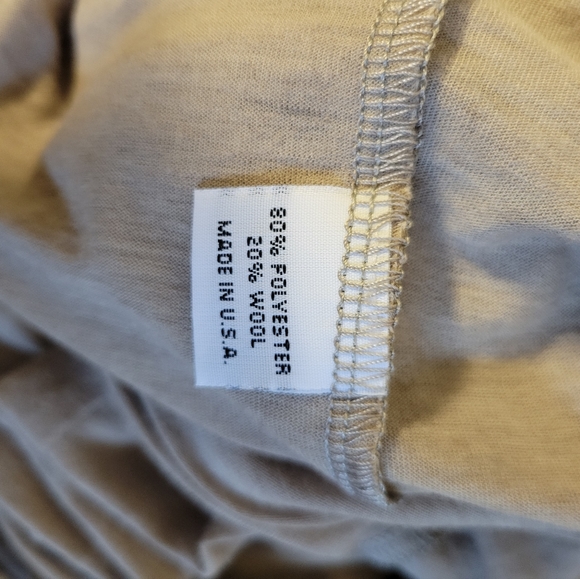 80% POLYESTER
20% WOOL
MADE IN U.S.A.